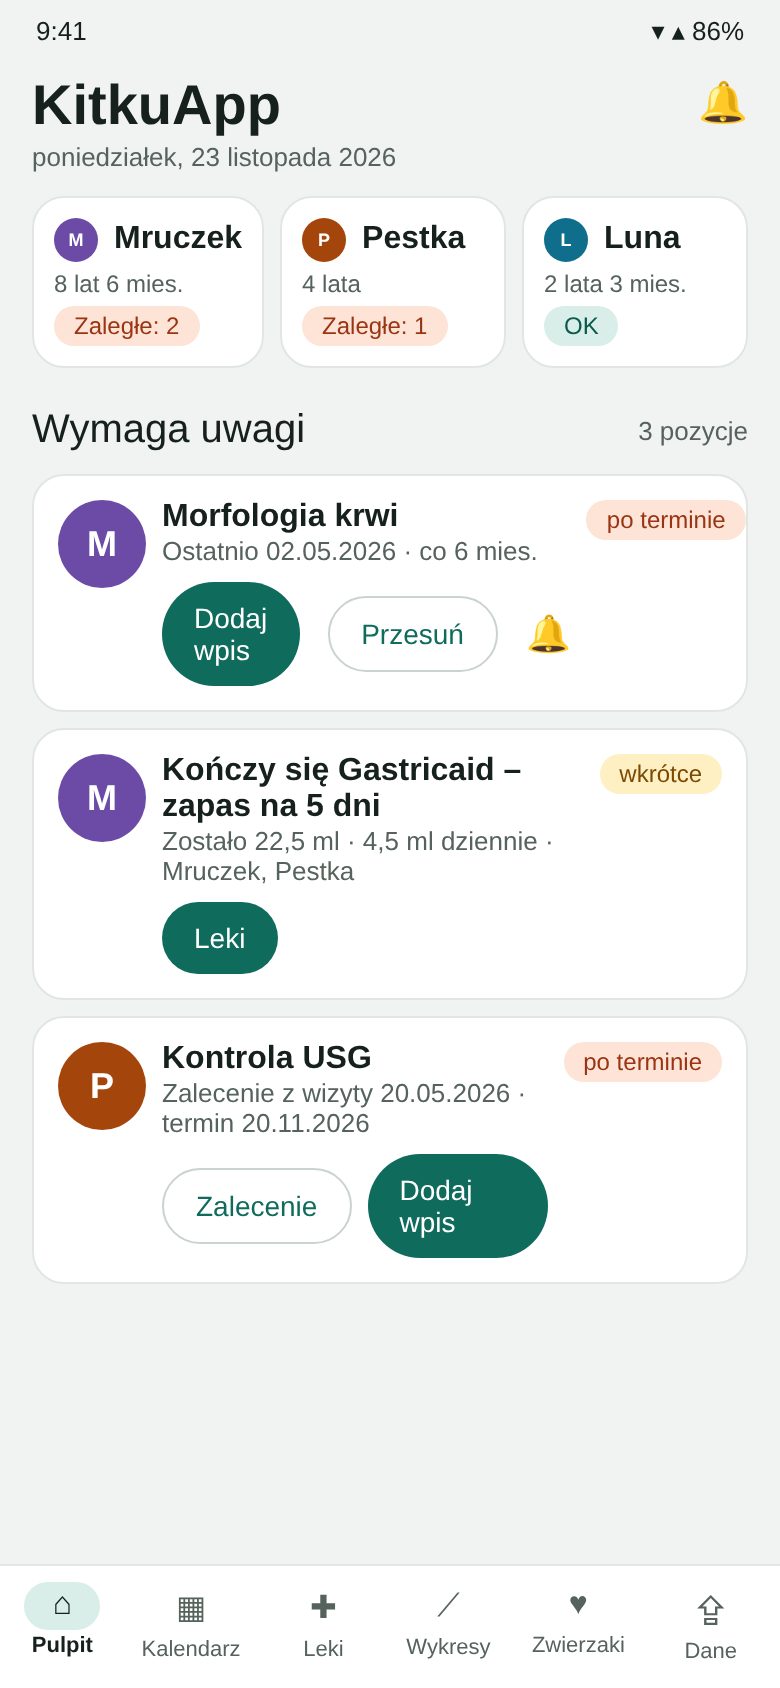 9:41
▾ ▴ 86%
KitkuApp
poniedziałek, 23 listopada 2026
M Mruczek
8 lat 6 mies.
Zaległe: 2
P Pestka
4 lata
Zaległe: 1
L Luna
2 lata 3 mies.
OK
Wymaga uwagi
3 pozycje
M
Morfologia krwi
po terminie
Ostatnio 02.05.2026 · co 6 mies.
Dodaj
wpis
Przesuń
M
Kończy się Gastricaid –
zapas na 5 dni
wkrótce
Zostało 22,5 ml · 4,5 ml dziennie ·
Mruczek, Pestka
Leki
P
Kontrola USG
po terminie
Zalecenie z wizyty 20.05.2026 ·
termin 20.11.2026
Zalecenie
Dodaj
wpis
Pulpit
Kalendarz
Leki
Wykresy
Zwierzaki
Dane